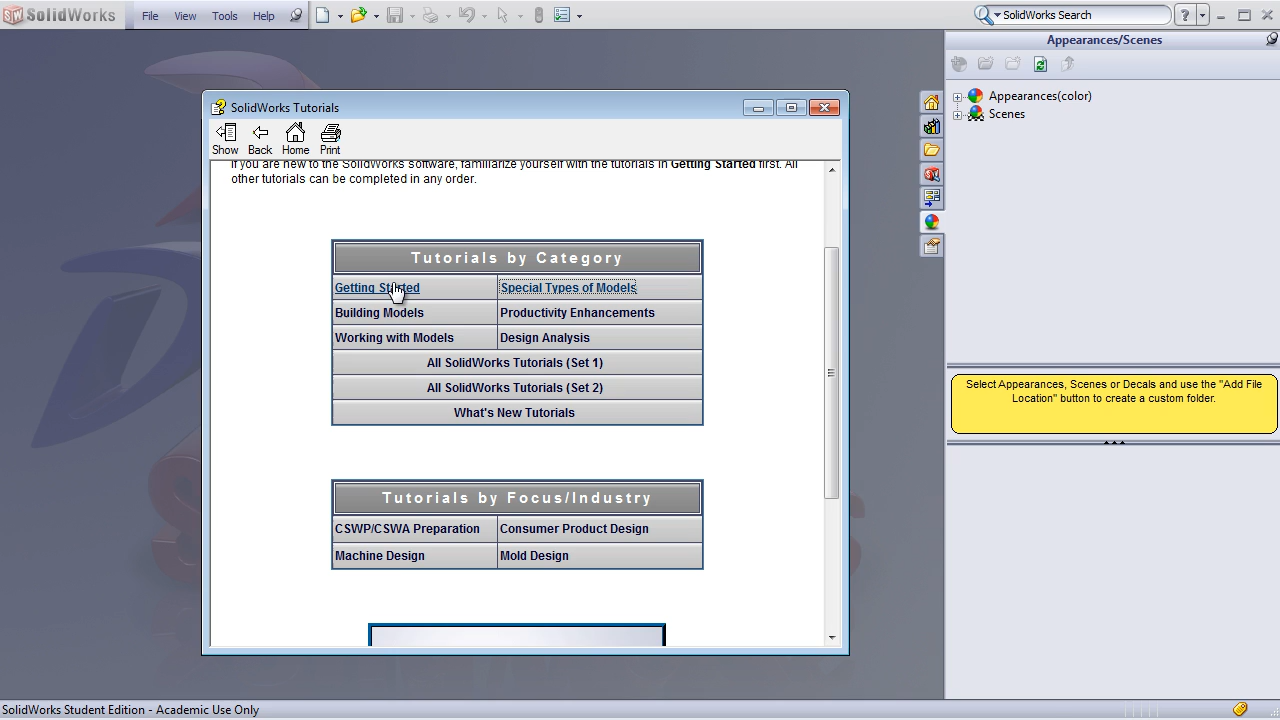 SolidWorks
File View Tools Help
SolidWorks Search
?
Appearances/Scenes
SolidWorks Tutorials
Show Back Home Print
If you are new to the SolidWorks software, familiarize yourself with the tutorials in Getting Started first. All
other tutorials can be completed in any order.
Tutorials by Category
Getting Started Special Types of Models
Building Models Productivity Enhancements
Working with Models Design Analysis
All SolidWorks Tutorials (Set 1)
All SolidWorks Tutorials (Set 2)
What's New Tutorials
Tutorials by Focus/Industry
CSWP/CSWA Preparation Consumer Product Design
Machine Design Mold Design
Appearances(color)
Scenes
Select Appearances, Scenes or Decals and use the "Add File
Location" button to create a custom folder.
SolidWorks Student Edition - Academic Use Only